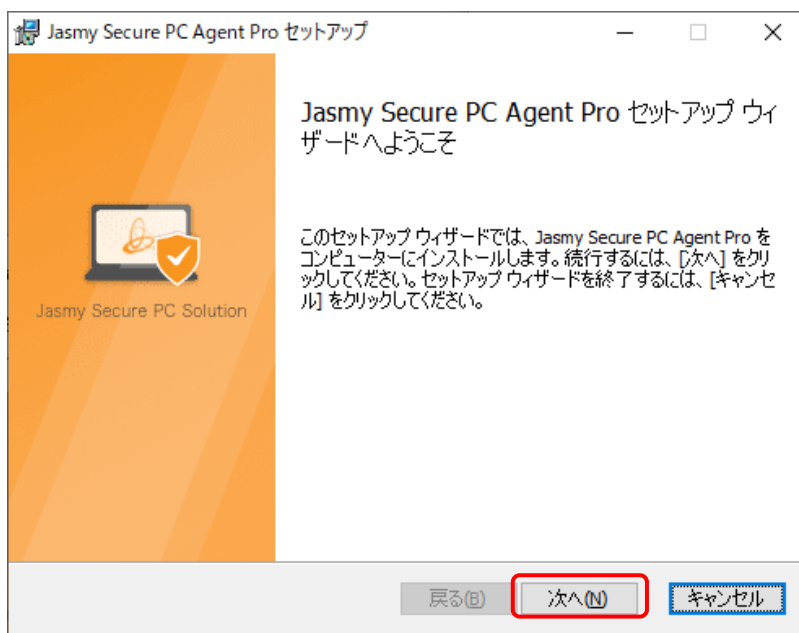 Jasmy Secure PC Agent Pro セットアップ
Jasmy Secure PC Agent Pro セットアップ ウィ
ザードへようこそ
このセットアップ ウィザードでは、Jasmy Secure PC Agent Pro を
コンピューターにインストールします。続行するには、[次へ] をクリ
ックしてください。セットアップ ウィザードを終了するには、[キャンセ
ル] をクリックしてください。
Jasmy Secure PC Solution
戻る(B)
次へ(N)
キャンセル